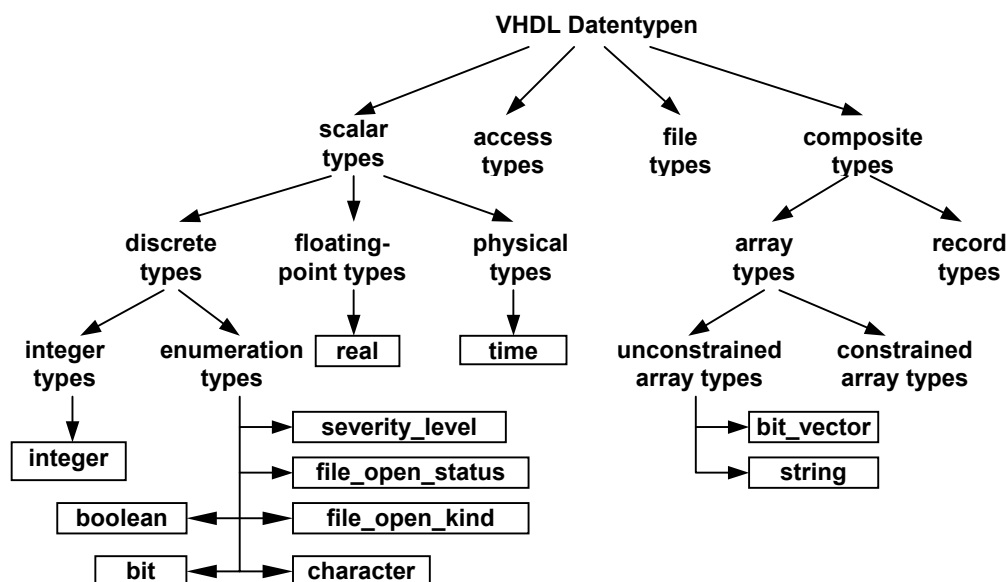 VHDL Datentypen
scalar
types
access
types
file
types
composite
types
discrete
types
floating-
point types
physical
types
array
types
record
types
integer
types
enumeration
types
real
time
unconstrained
array types
constrained
array types
integer
severity_level
file_open_status
boolean
file_open_kind
bit
character
bit_vector
string